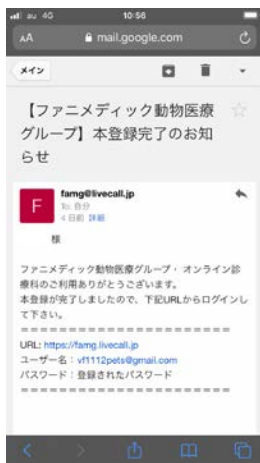 au 4G 10:56
AA mail.google.com
メイン
【ファニメディック動物医療
グループ】本登録完了のお知
らせ
F famg@livecall.jp
To: 自分
4 日前 詳細
様
ファニメディック動物医療グループ・ オンライン診
療科のご利用ありがとうございます。
本登録が完了しましたので、下記URLからログインし
て下さい。
=======================
URL: https://famg.livecall.jp
ユーザー名：vf1112pets@gmail.com
パスワード：登録されたパスワード
=======================